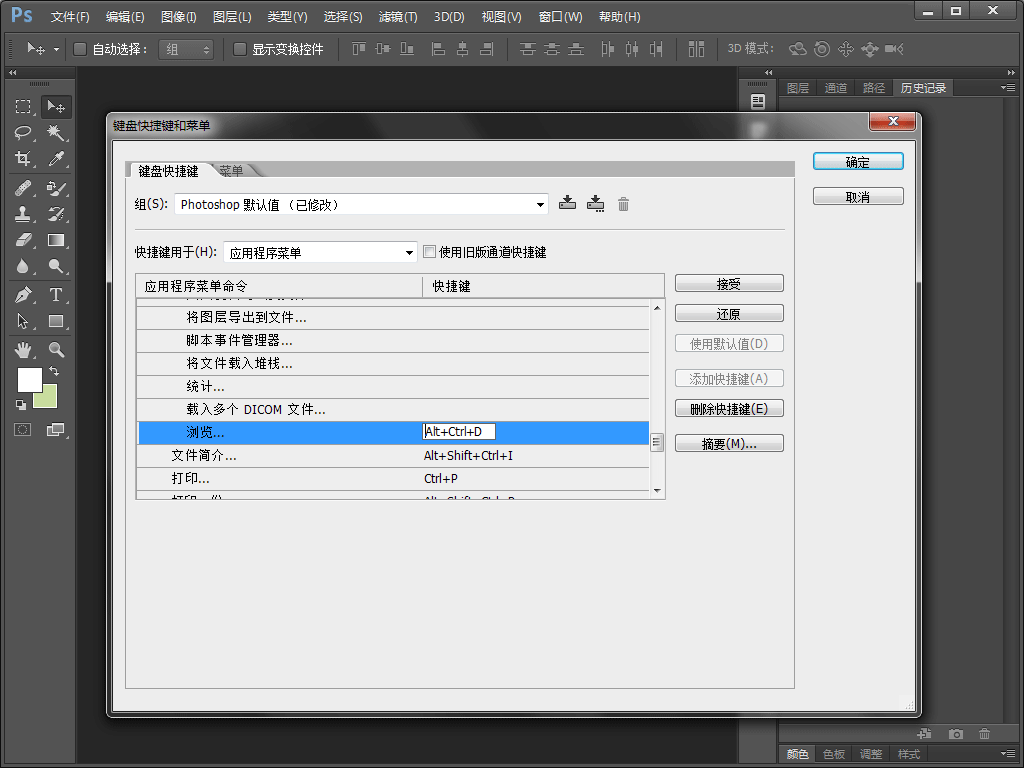 Ps 文件(F) 编辑(E) 图像(I) 图层(L) 类型(Y) 选择(S) 滤镜(T) 3D(D) 视图(V) 窗口(W) 帮助(H)
自动选择： 组 显示变换控件 3D 模式：
图层 通道 路径 历史记录
键盘快捷键和菜单
键盘快捷键 菜单
确定
取消
组(S): Photoshop 默认值 （已修改）
快捷键用于(H): 应用程序菜单 使用旧版通道快捷键
应用程序菜单命令 快捷键
将图层导出到文件...
脚本事件管理器...
将文件载入堆栈...
统计...
载入多个 DICOM 文件...
浏览... Alt+Ctrl+D
文件简介... Alt+Shift+Ctrl+I
打印... Ctrl+P
打印一份 Alt+Shift+Ctrl+P
接受
还原
使用默认值(D)
添加快捷键(A)
删除快捷键(E)
摘要(M)...
颜色 色板 调整 样式